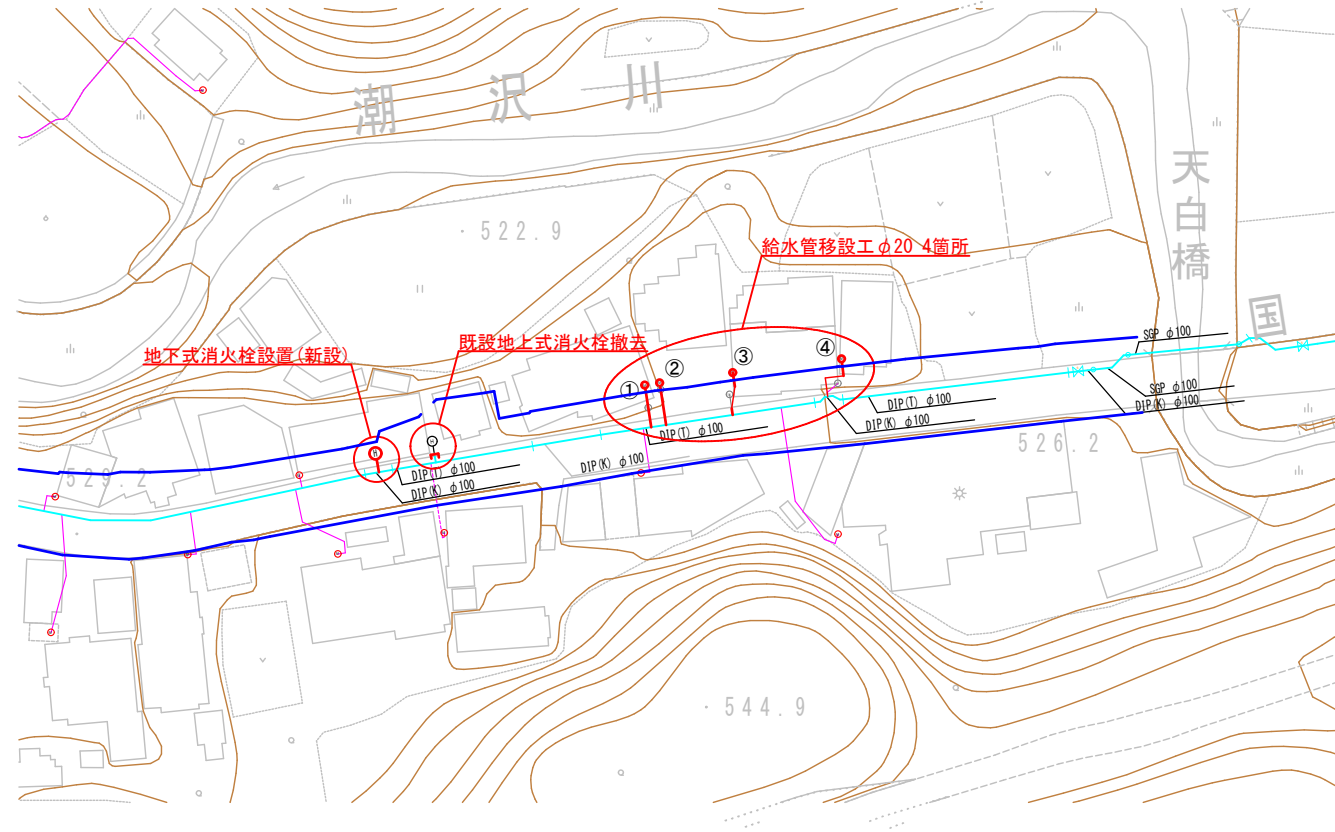 潮沢川
天白橋
国
・522.9
給水管移設工φ20 4箇所
地下式消火栓設置(新設)
既設地上式消火栓撤去
①
②
③
④
SGP φ100
SGP φ100
DIP(K) φ100
DIP(T) φ100
DIP(K) φ100
DIP(T) φ100
DIP(K) φ100
DIP(T) φ100
DIP(K) φ100
H
529.2
526.2
・544.9